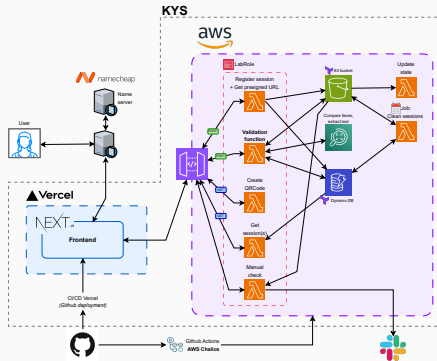 KYS
aws
namecheap
Name
server
User
LabRole
Register session
+ Get presigned URL
S3 bucket
Update
state
Compare faces,
extract text
Job:
Clean sessions
Validation
function
Dynamo DB
Create
QRCode
Get
session(s)
Manual
check
Vercel
NEXT.JS
Frontend
CI/CD Vercel
(Github deployment)
Github Actions
AWS Chalice